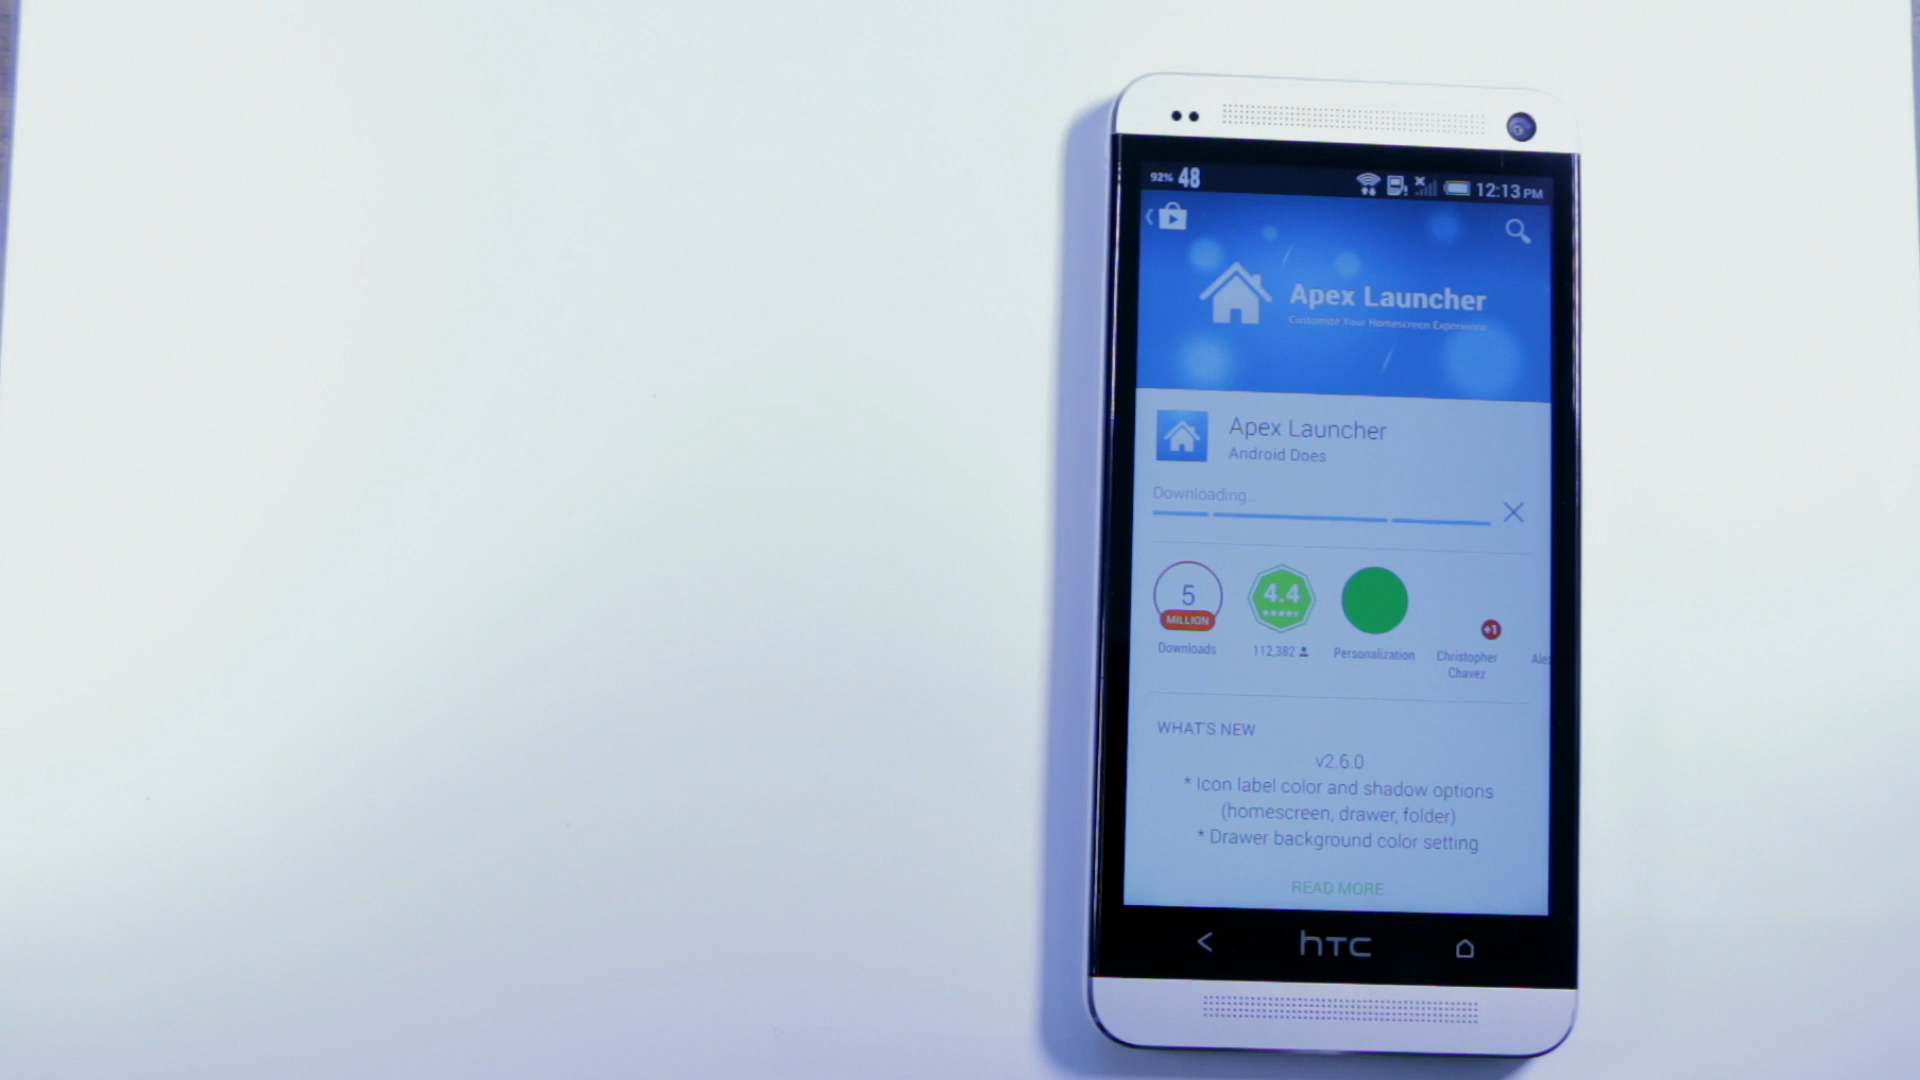 92% 48 12:13 PM
Apex Launcher
Customize Your Homescreen Experience
Apex Launcher
Android Does
Downloading...
5
MILLION
Downloads
4.4
112,382
Personalization
+1
Christopher
Chavez
Ale
WHAT'S NEW
v2.6.0
* Icon label color and shadow options
(homescreen, drawer, folder)
* Drawer background color setting
READ MORE
hTC